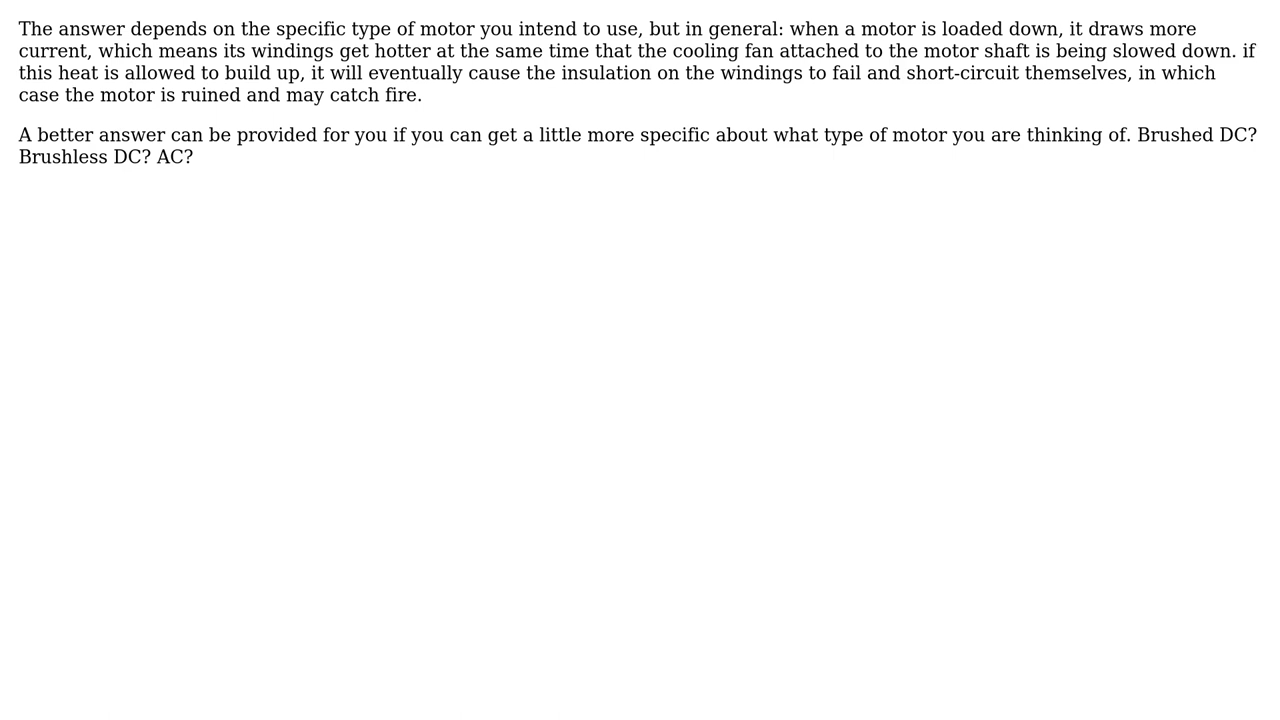 The answer depends on the specific type of motor you intend to use, but in general: when a motor is loaded down, it draws more
current, which means its windings get hotter at the same time that the cooling fan attached to the motor shaft is being slowed down. if
this heat is allowed to build up, it will eventually cause the insulation on the windings to fail and short-circuit themselves, in which
case the motor is ruined and may catch fire.
A better answer can be provided for you if you can get a little more specific about what type of motor you are thinking of. Brushed DC?
Brushless DC? AC?